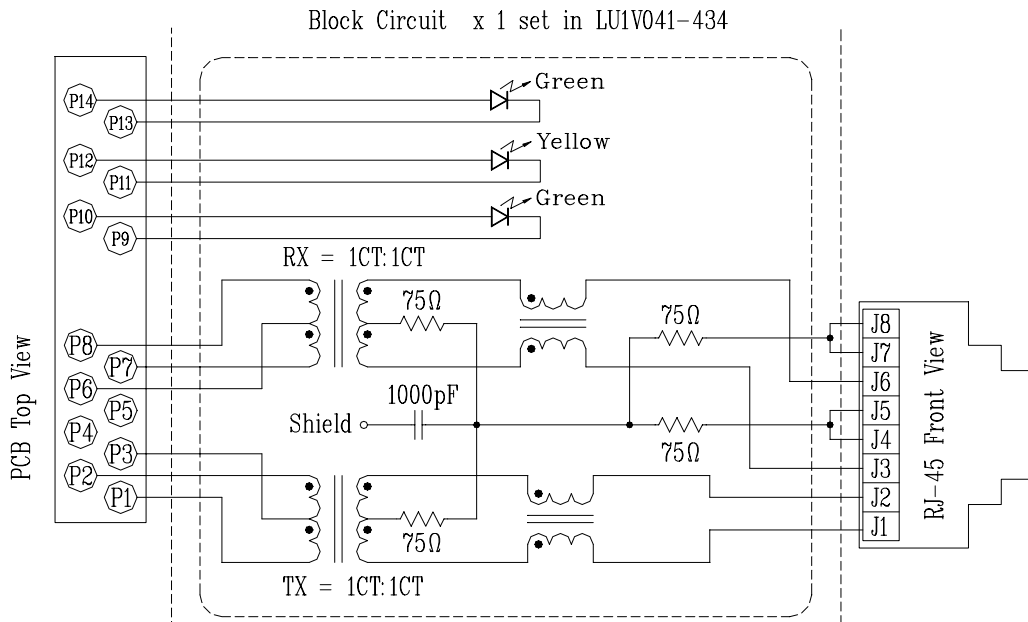 Block Circuit x 1 set in LU1V041-434
P14
Green
P13
P12
Yellow
P11
P10
Green
P9
RX = 1CT:1CT
75Ω
75Ω
P8
P7
P6
P5
P4
P3
P2
P1
PCB Top View
1000pF
Shield
75Ω
75Ω
TX = 1CT:1CT
J8
J7
J6
J5
J4
J3
J2
J1
RJ-45 Front View